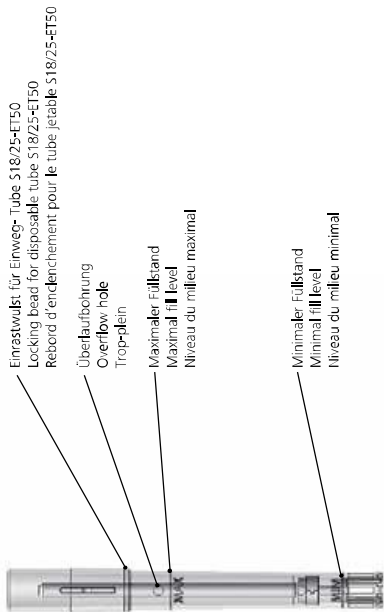 Einrastwulst für Einweg- Tube S18/25-ET50
Locking bead for disposable tube S18/25-ET50
Rebord d'enclenchement pour le tube jetable S18/25-ET50
Überlaufbohrung
Overflow hole
Trop-plein
Maximaler Füllstand
Maximal fill level
Niveau du milieu maximal
Minimaler Füllstand
Minimal fill level
Niveau du milieu minimal
MAX
MIN